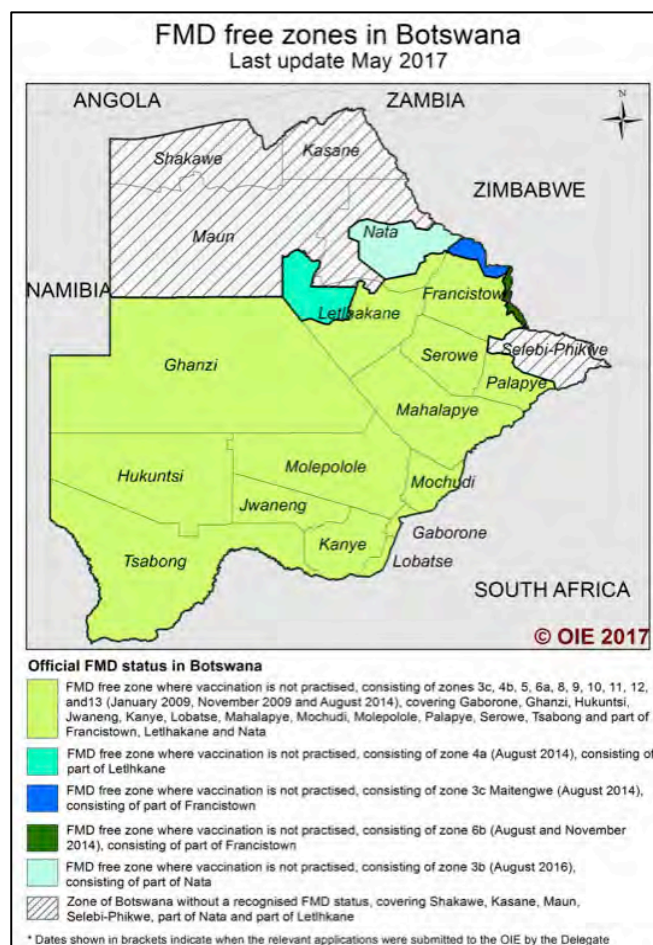 FMD free zones in Botswana
Last update May 2017
ANGOLA
ZAMBIA
N
Shakawe
Kasane
ZIMBABWE
Maun
Nata
NAMIBIA
Letlhakane
Francistown
Ghanzi
Serowe
Selebi-Phikwe
Palapye
Mahalapye
Hukuntsi
Molepolole
Mochudi
Jwaneng
Gaborone
Kanye
Tsabong
Lobatse
SOUTH AFRICA
© OIE 2017
Official FMD status in Botswana
FMD free zone where vaccination is not practised, consisting of zones 3c, 4b, 5, 6a, 8, 9, 10, 11, 12,
and13 (January 2009, November 2009 and August 2014), covering Gaborone, Ghanzi, Hukuntsi,
Jwaneng, Kanye, Lobatse, Mahalapye, Mochudi, Molepolole, Palapye, Serowe, Tsabong and part of
Francistown, Letlhakane and Nata
FMD free zone where vaccination is not practised, consisting of zone 4a (August 2014), consisting of
part of Letlhkane
FMD free zone where vaccination is not practised, consisting of zone 3c Maitengwe (August 2014),
consisting of part of Francistown
FMD free zone where vaccination is not practised, consisting of zone 6b (August and November
2014), consisting of part of Francistown
FMD free zone where vaccination is not practised, consisting of zone 3b (August 2016),
consisting of part of Nata
Zone of Botswana without a recognised FMD status, covering Shakawe, Kasane, Maun,
Selebi-Phikwe, part of Nata and part of Letlhkane
* Dates shown in brackets indicate when the relevant applications were submitted to the OIE by the Delegate